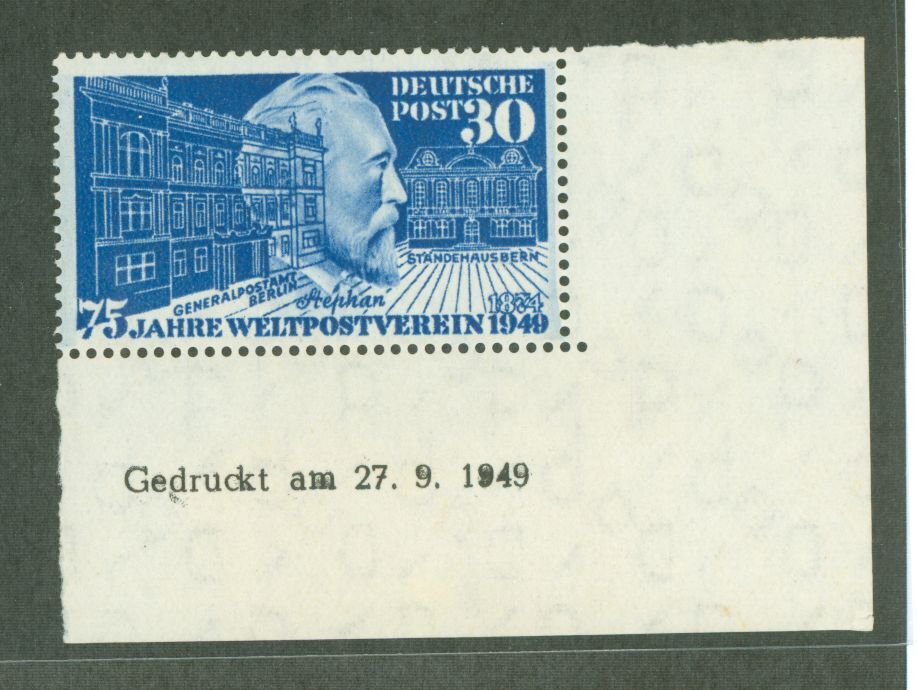 DEUTSCHE
POST 30
STÄNDEHAUS BERN
GENERALPOSTAMT
BERLIN
Stephan
1874
75 JAHRE WELTPOSTVEREIN 1949
Gedruckt am 27. 9. 1949